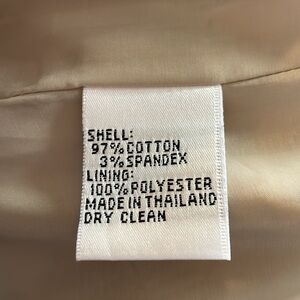 SHELL:
97% COTTON
3% SPANDEX
LINING:
100% POLYESTER
MADE IN THAILAND
DRY CLEAN